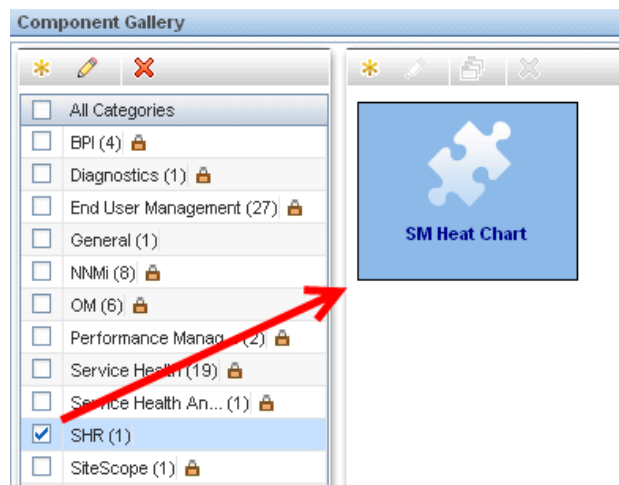 Component Gallery
All Categories
BPI (4)
Diagnostics (1)
End User Management (27)
General (1)
NNMi (8)
OM (6)
Performance Manag... (2)
Service Health (19)
Service Health An... (1)
SHR (1)
SiteScope (1)
SM Heat Chart